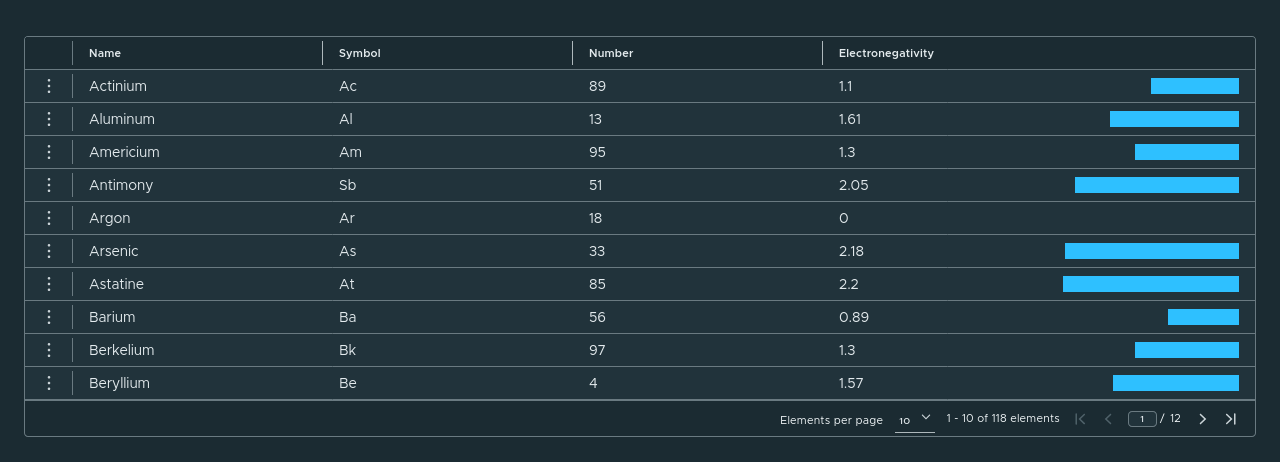 Name Symbol Number Electronegativity
Actinium Ac 89 1.1
Aluminum Al 13 1.61
Americium Am 95 1.3
Antimony Sb 51 2.05
Argon Ar 18 0
Arsenic As 33 2.18
Astatine At 85 2.2
Barium Ba 56 0.89
Berkelium Bk 97 1.3
Beryllium Be 4 1.57
Elements per page 10 1 - 10 of 118 elements 1 / 12